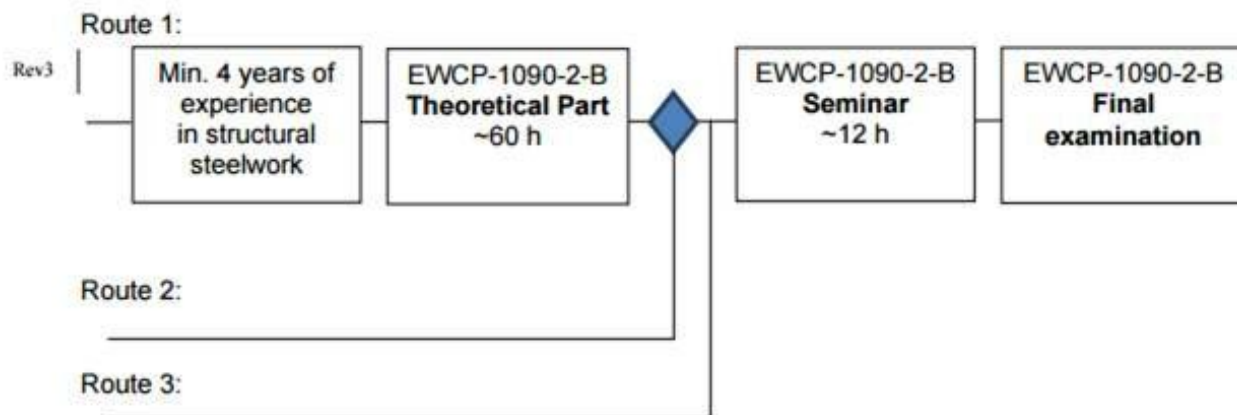 Route 1:
Rev3
Min. 4 years of
experience
in structural
steelwork
EWCP-1090-2-B
Theoretical Part
~60 h
EWCP-1090-2-B
Seminar
~12 h
EWCP-1090-2-B
Final
examination
Route 2:
Route 3: